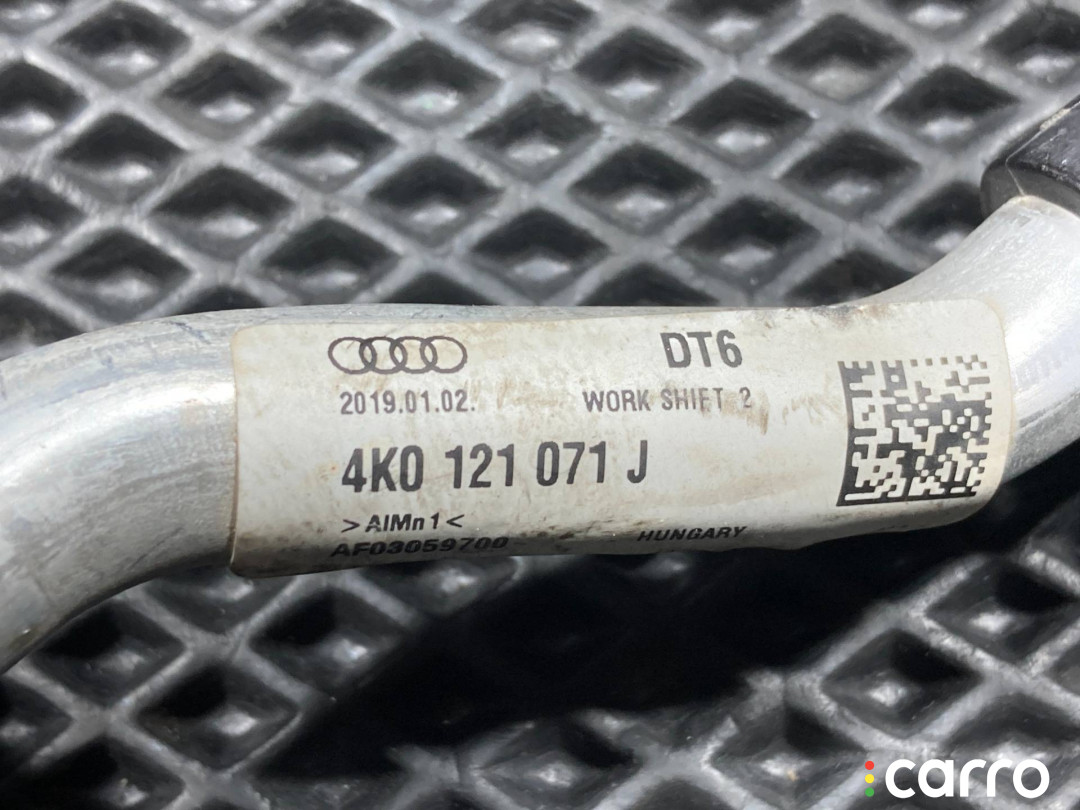 DT6
2019.01.02. WORK SHIFT 2
4K0 121 071 J
>AlMn1<
AF03059700 HUNGARY
carro